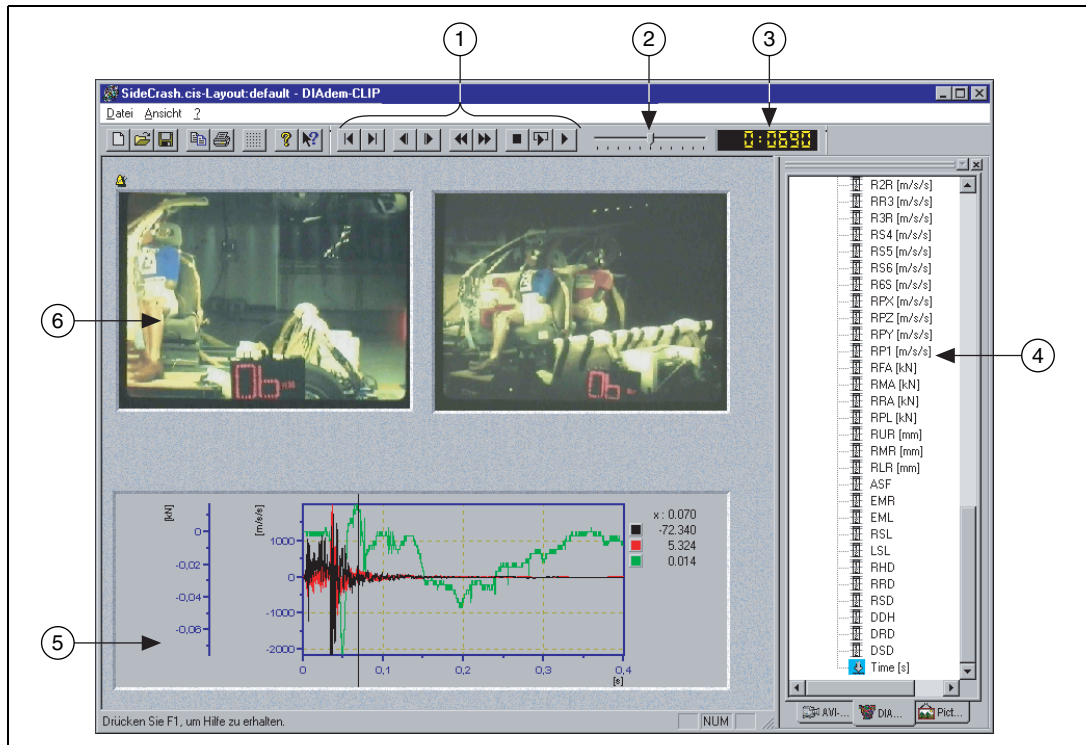 1
2
3
SideCrash.cis-Layout:default - DIAdem-CLIP
Datei Ansicht ?
0:0690
R2R [m/s/s]
RR3 [m/s/s]
R3R [m/s/s]
RS4 [m/s/s]
RS5 [m/s/s]
RS6 [m/s/s]
R6S [m/s/s]
RPX [m/s/s]
RPZ [m/s/s]
RPY [m/s/s]
RP1 [m/s/s]
RFA [kN]
RMA [kN]
RRA [kN]
RPL [kN]
RUR [mm]
RMR [mm]
RLR [mm]
ASF
EMR
EML
RSL
LSL
RHD
RRD
RSD
DDH
DRD
DSD
Time [s]
4
6
06
06
[kN]
0
-0,02
-0,04
-0,06
[m/s/s]
1000
0
-1000
-2000
0
0,1
0,2
0,3
0,4
[s]
x : 0.070
-72.340
5.324
0.014
5
AVI-...
DIA...
Pict...
Drücken Sie F1, um Hilfe zu erhalten.
NUM